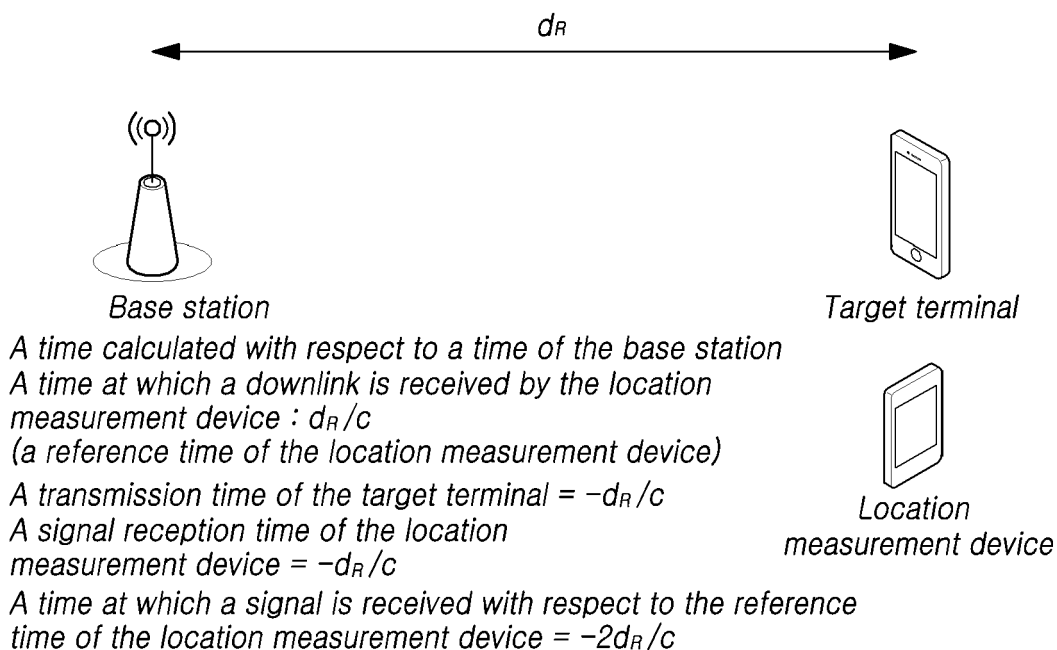 dR
Base station
Target terminal
A time calculated with respect to a time of the base station
A time at which a downlink is received by the location
measurement device : dR/c
(a reference time of the location measurement device)
A transmission time of the target terminal = -dR/c
A signal reception time of the location
measurement device = -dR/c
A time at which a signal is received with respect to the reference
time of the location measurement device = -2dR/c
Location
measurement device